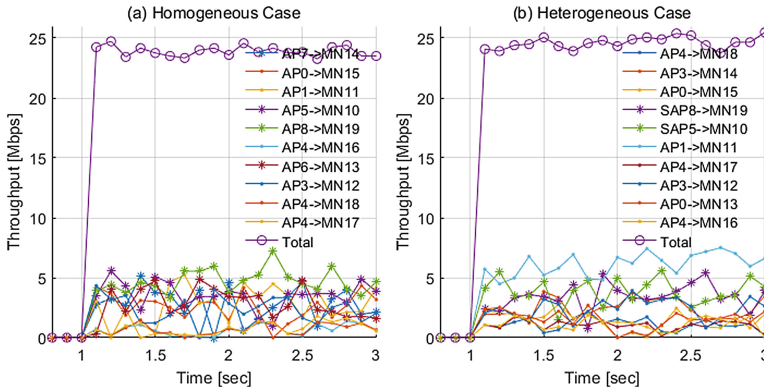 (a) Homogeneous Case
25
20
15
10
5
0
Throughput [Mbps]
AP7->MN14
AP0->MN15
AP1->MN11
AP5->MN10
AP8->MN19
AP4->MN16
AP6->MN13
AP3->MN12
AP4->MN18
AP4->MN17
Total
1 1.5 2 2.5 3
Time [sec]
(b) Heterogeneous Case
25
20
15
10
5
0
Throughput [Mbps]
AP4->MN18
AP3->MN14
AP0->MN15
SAP8->MN19
SAP5->MN10
AP1->MN11
AP4->MN17
AP3->MN12
AP0->MN13
AP4->MN16
Total
1 1.5 2 2.5 3
Time [sec]